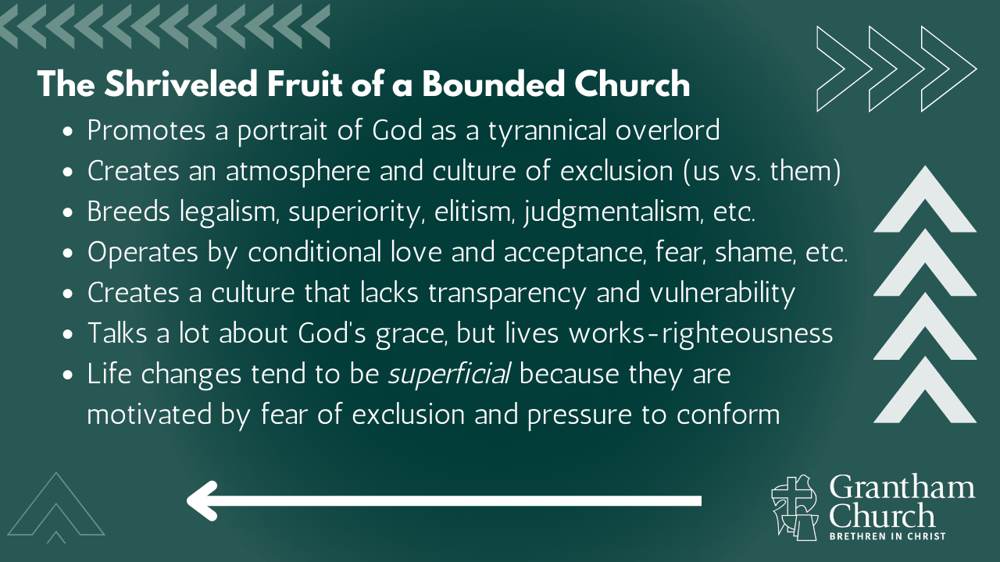 The Shriveled Fruit of a Bounded Church
• Promotes a portrait of God as a tyrannical overlord
• Creates an atmosphere and culture of exclusion (us vs. them)
• Breeds legalism, superiority, elitism, judgmentalism, etc.
• Operates by conditional love and acceptance, fear, shame, etc.
• Creates a culture that lacks transparency and vulnerability
• Talks a lot about God's grace, but lives works-righteousness
• Life changes tend to be superficial because they are
motivated by fear of exclusion and pressure to conform
Grantham
Church
BRETHREN IN CHRIST